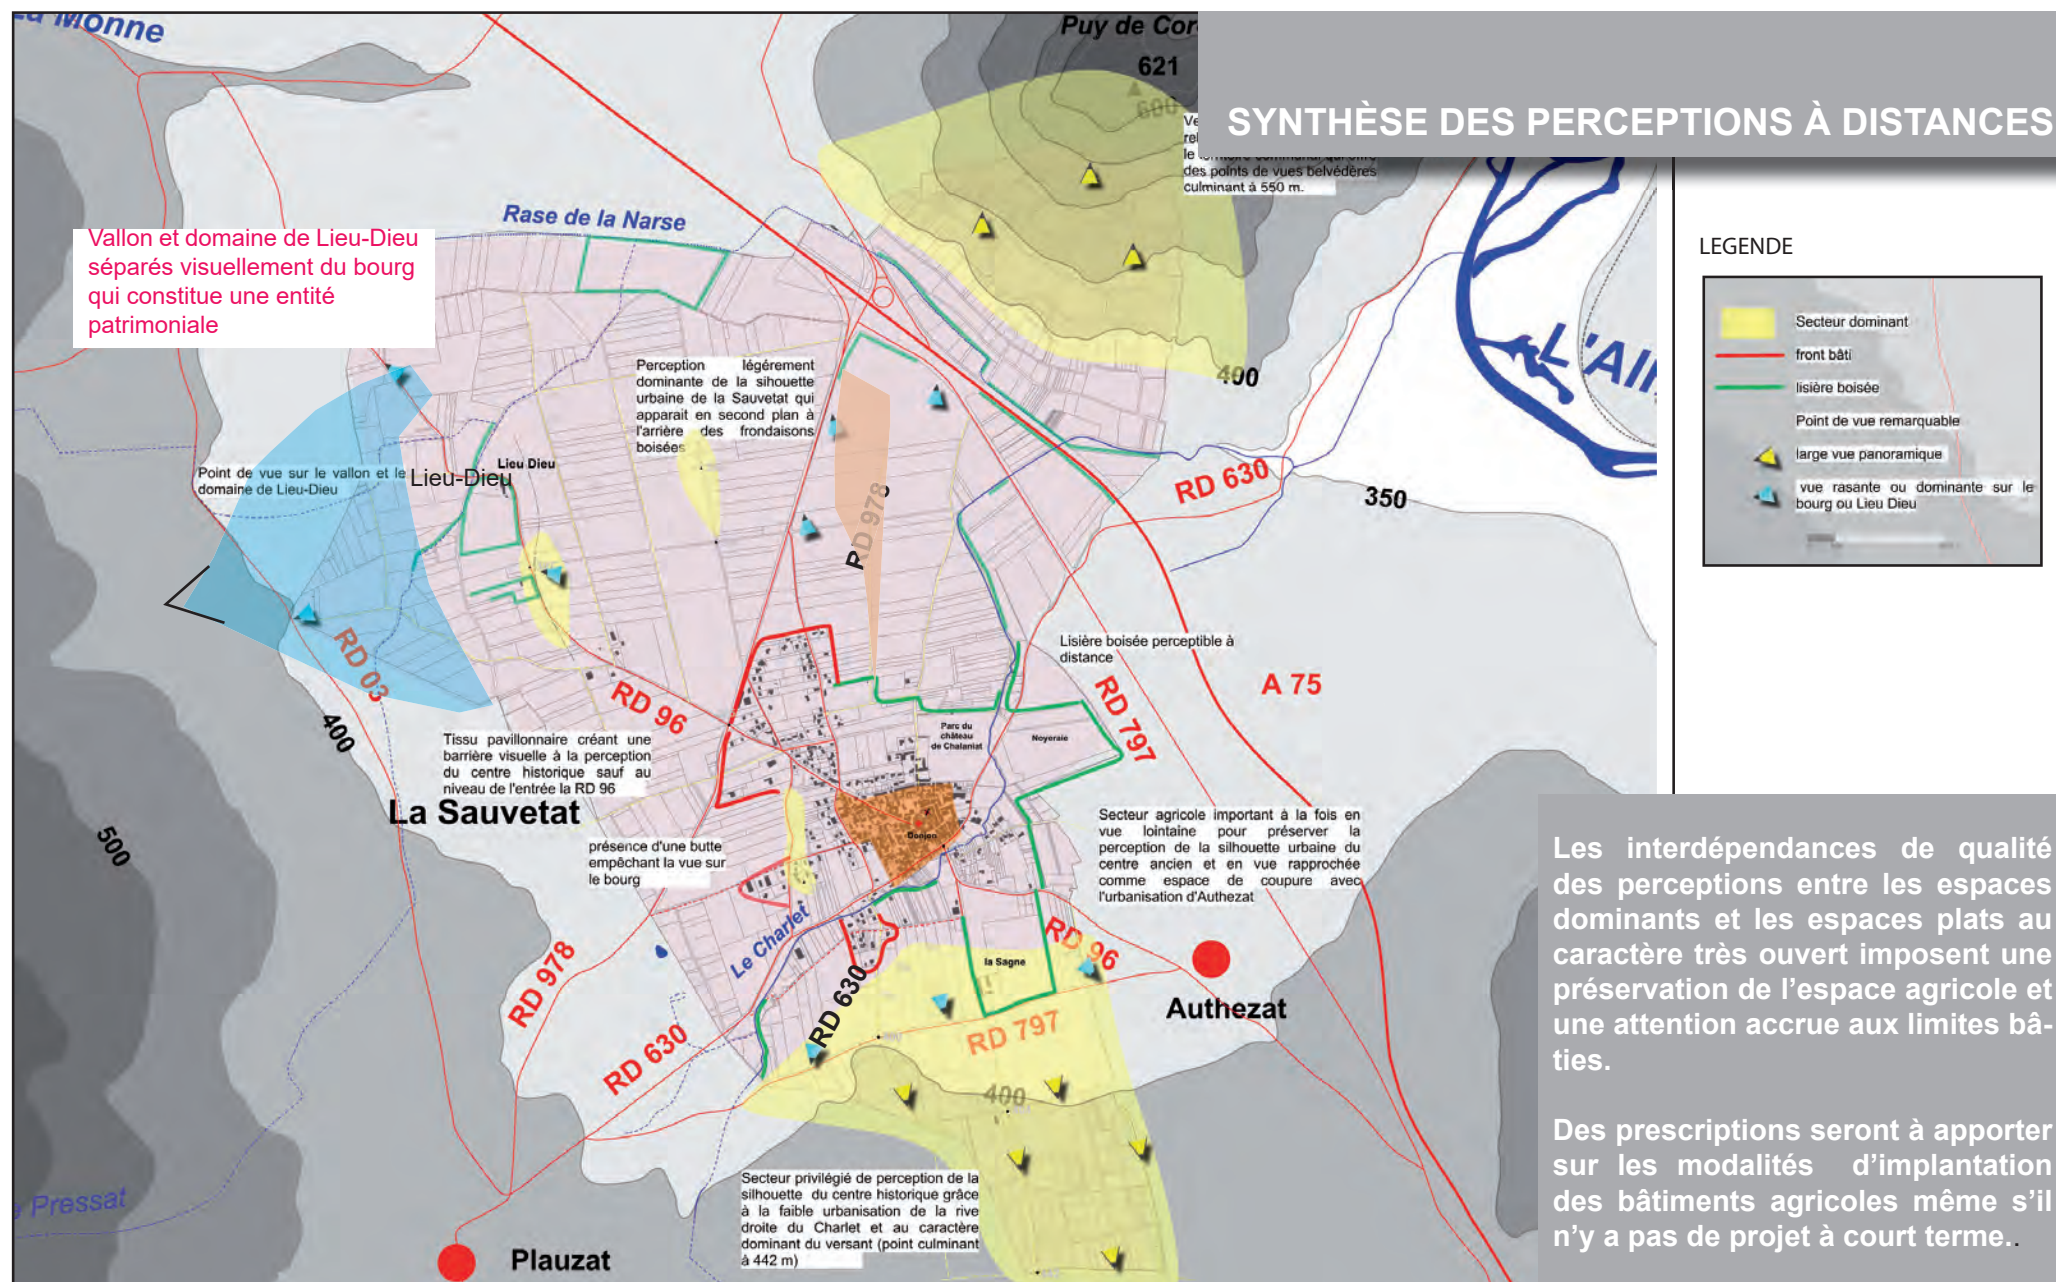 La Monne
Puy de Cor
621
600
SYNTHÈSE DES PERCEPTIONS À DISTANCES
des points de vues belvédères
culminant à 550 m.
Rase de la Narse
Vallon et domaine de Lieu-Dieu
séparés visuellement du bourg
qui constitue une entité
patrimoniale
LEGENDE
Secteur dominant
front bâti
lisière boisée
Point de vue remarquable
large vue panoramique
vue rasante ou dominante sur le
bourg ou Lieu Dieu
L'All
400
Perception légérement
dominante de la sihouette
urbaine de la Sauvetat qui
apparait en second plan à
l'arrière des frondaisons
boisées
Point de vue sur le vallon et le
domaine de Lieu-Dieu
Lieu-Dieu
Lieu Dieu
RD 978
RD 630
350
RD 03
400
RD 96
Lisière boisée perceptible à
distance
RD 797
A 75
Parc du
château
de Chalaniat
Noyeraie
Tissu pavillonnaire créant une
barrière visuelle à la perception
du centre historique sauf au
niveau de l'entrée la RD 96
La Sauvetat
500
présence d'une butte
empêchant la vue sur
le bourg
Donjon
Secteur agricole important à la fois en
vue lointaine pour préserver la
perception de la silhouette urbaine du
centre ancien et en vue rapprochée
comme espace de coupure avec
l'urbanisation d'Authezat
Le Charlet
RD 978
RD 630
RD 630
la Sagne
RD 96
RD 797
Authezat
400
Pressat
Plauzat
Secteur privilégié de perception de la
silhouette du centre historique grâce
à la faible urbanisation de la rive
droite du Charlet et au caractère
dominant du versant (point culminant
à 442 m)
Les interdépendances de qualité
des perceptions entre les espaces
dominants et les espaces plats au
caractère très ouvert imposent une
préservation de l'espace agricole et
une attention accrue aux limites bâ-
ties.
Des prescriptions seront à apporter
sur les modalités d'implantation
des bâtiments agricoles même s'il
n'y a pas de projet à court terme..